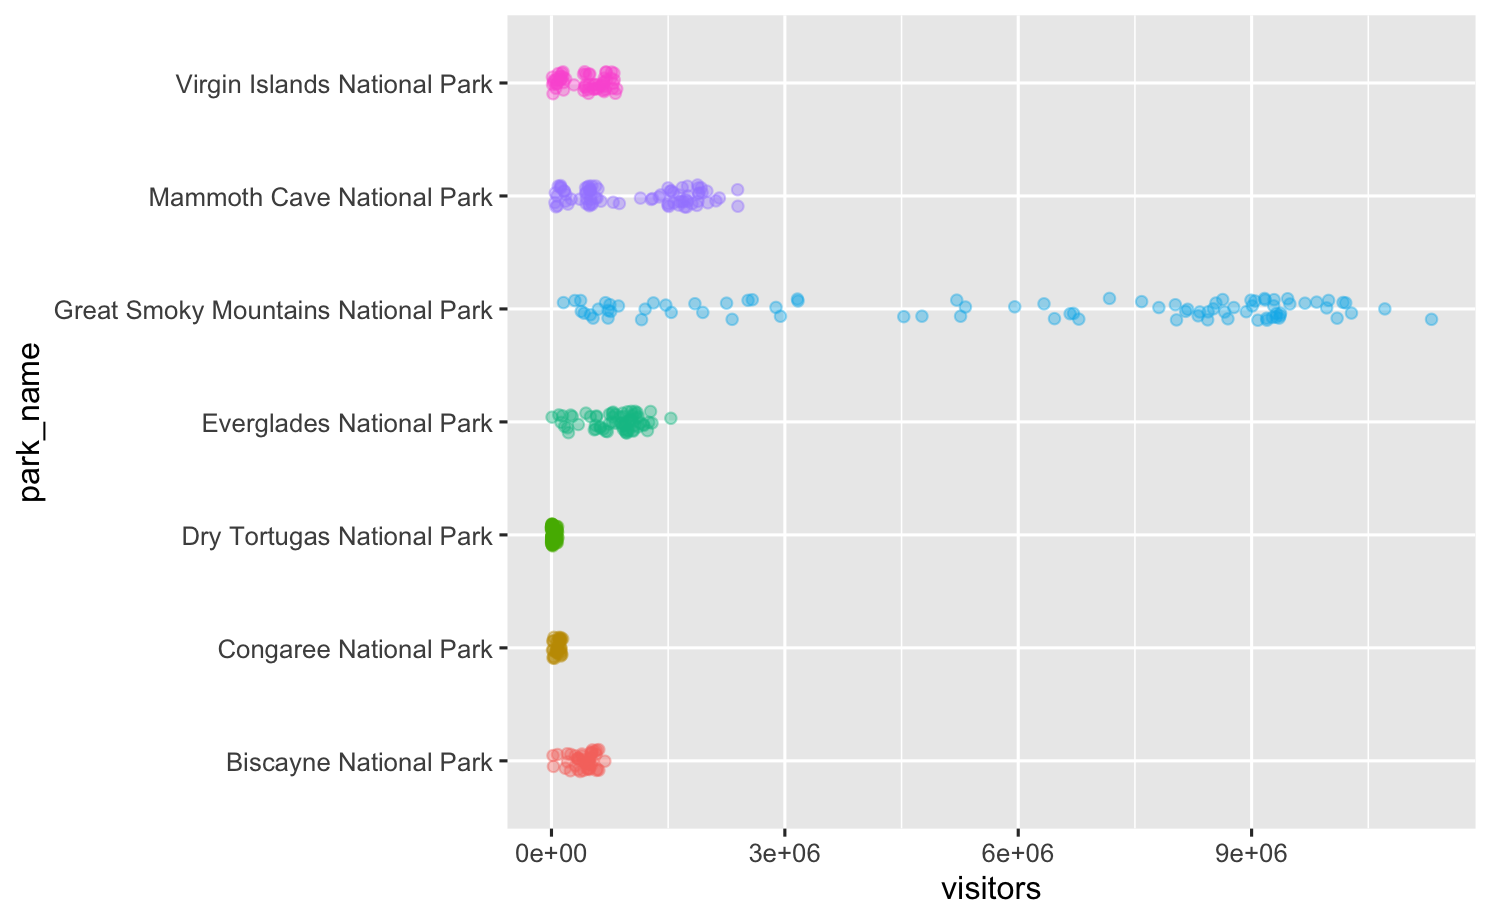 park_name
Virgin Islands National Park
Mammoth Cave National Park
Great Smoky Mountains National Park
Everglades National Park
Dry Tortugas National Park
Congaree National Park
Biscayne National Park
0e+00 3e+06 6e+06 9e+06
visitors